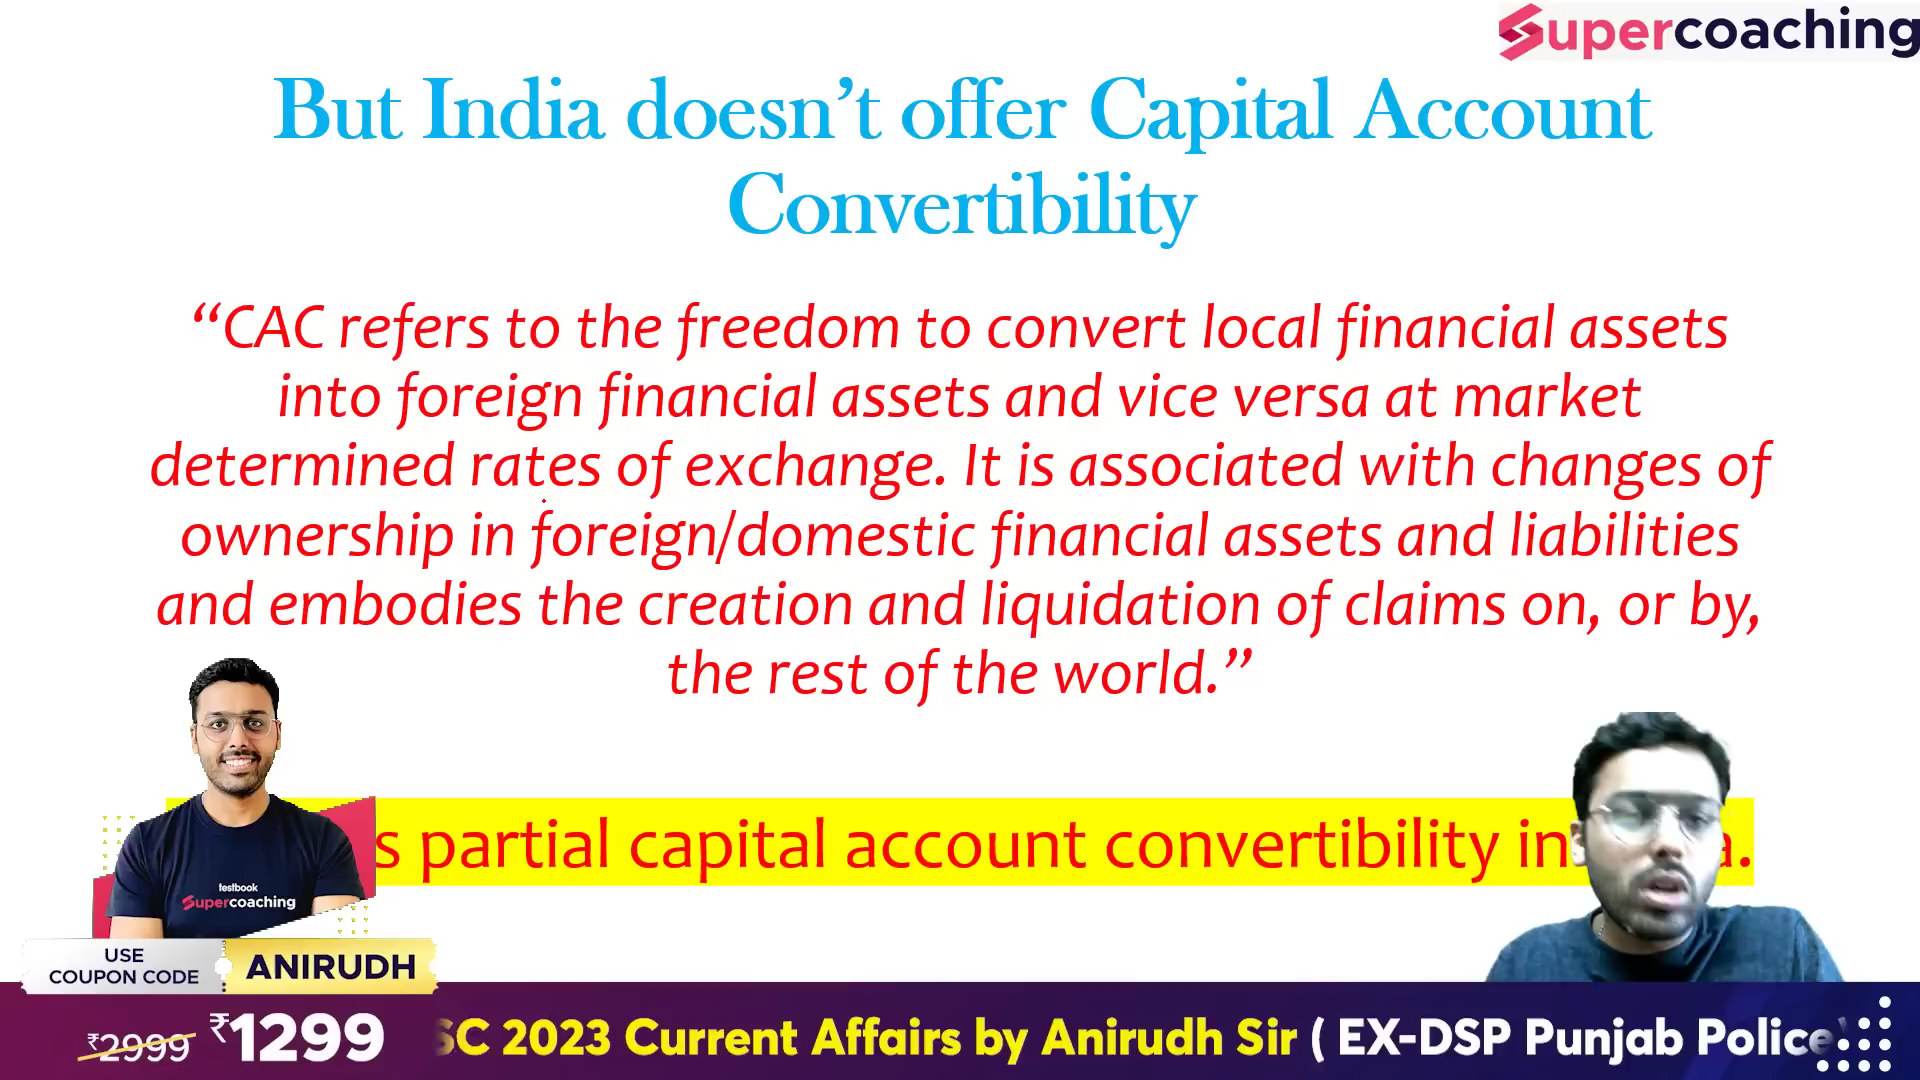 Supercoaching
But India doesn’t offer Capital Account
Convertibility
“CAC refers to the freedom to convert local financial assets
into foreign financial assets and vice versa at market
determined rates of exchange. It is associated with changes of
ownership in foreign/domestic financial assets and liabilities
and embodies the creation and liquidation of claims on, or by,
the rest of the world.”
partial capital account convertibility in
testbook
Supercoaching
USE
COUPON CODE
ANIRUDH
₹2999
₹1299
2023 Current Affairs by Anirudh Sir ( EX-DSP Punjab Police